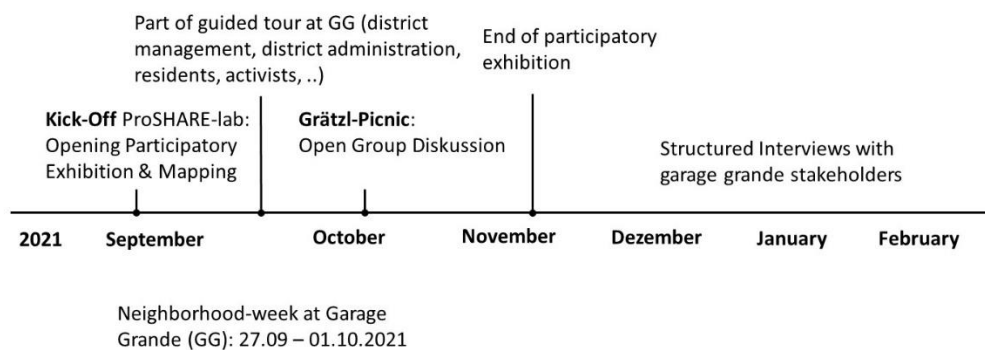 Part of guided tour at GG (district
management, district administration,
residents, activists, ..)
End of participatory
exhibition
Kick-Off ProSHARE-lab:
Opening Participatory
Exhibition & Mapping
Grätzl-Picnic:
Open Group Discussion
Structured Interviews with
garage grande stakeholders
2021 September October November Dezember January February
Neighborhood-week at Garage
Grande (GG): 27.09 – 01.10.2021